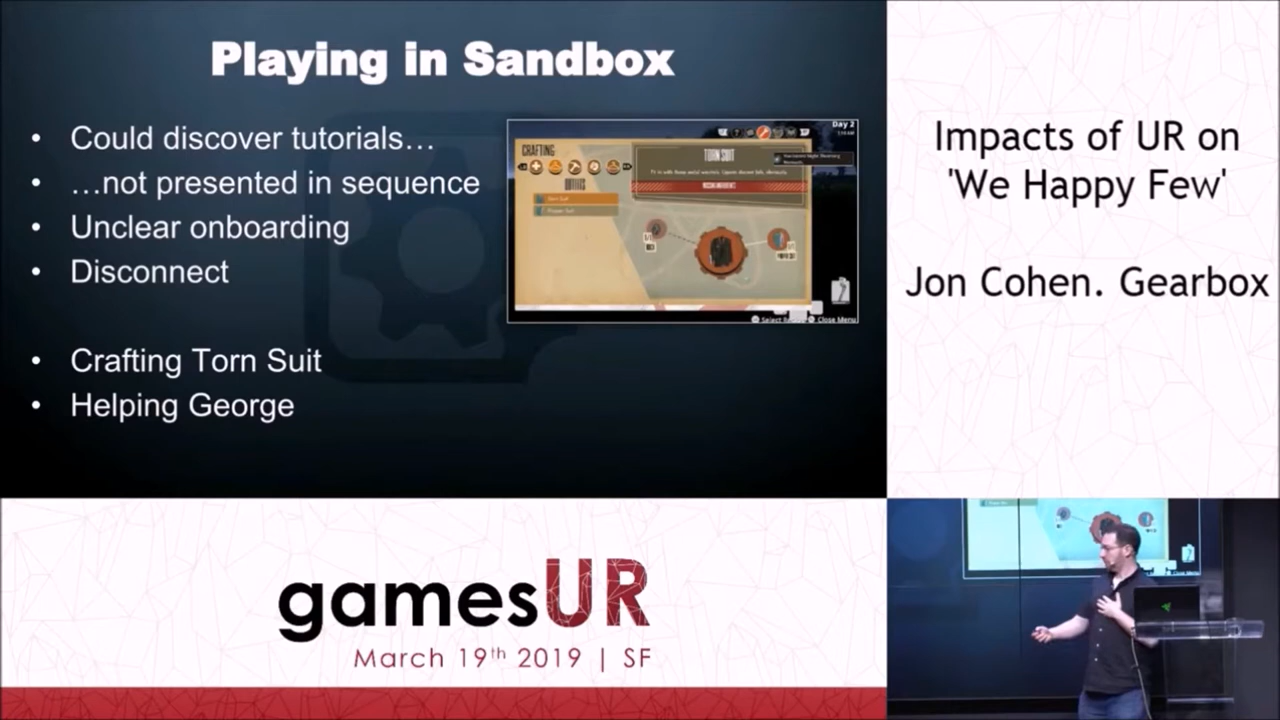 Playing in Sandbox
• Could discover tutorials…
• …not presented in sequence
• Unclear onboarding
• Disconnect
• Crafting Torn Suit
• Helping George
Day 2
CRAFTING
TORN SUIT
OUTFITS
Torn Suit
Close Menu
Impacts of UR on
'We Happy Few'
Jon Cohen. Gearbox
gamesUR
March 19th 2019 | SF